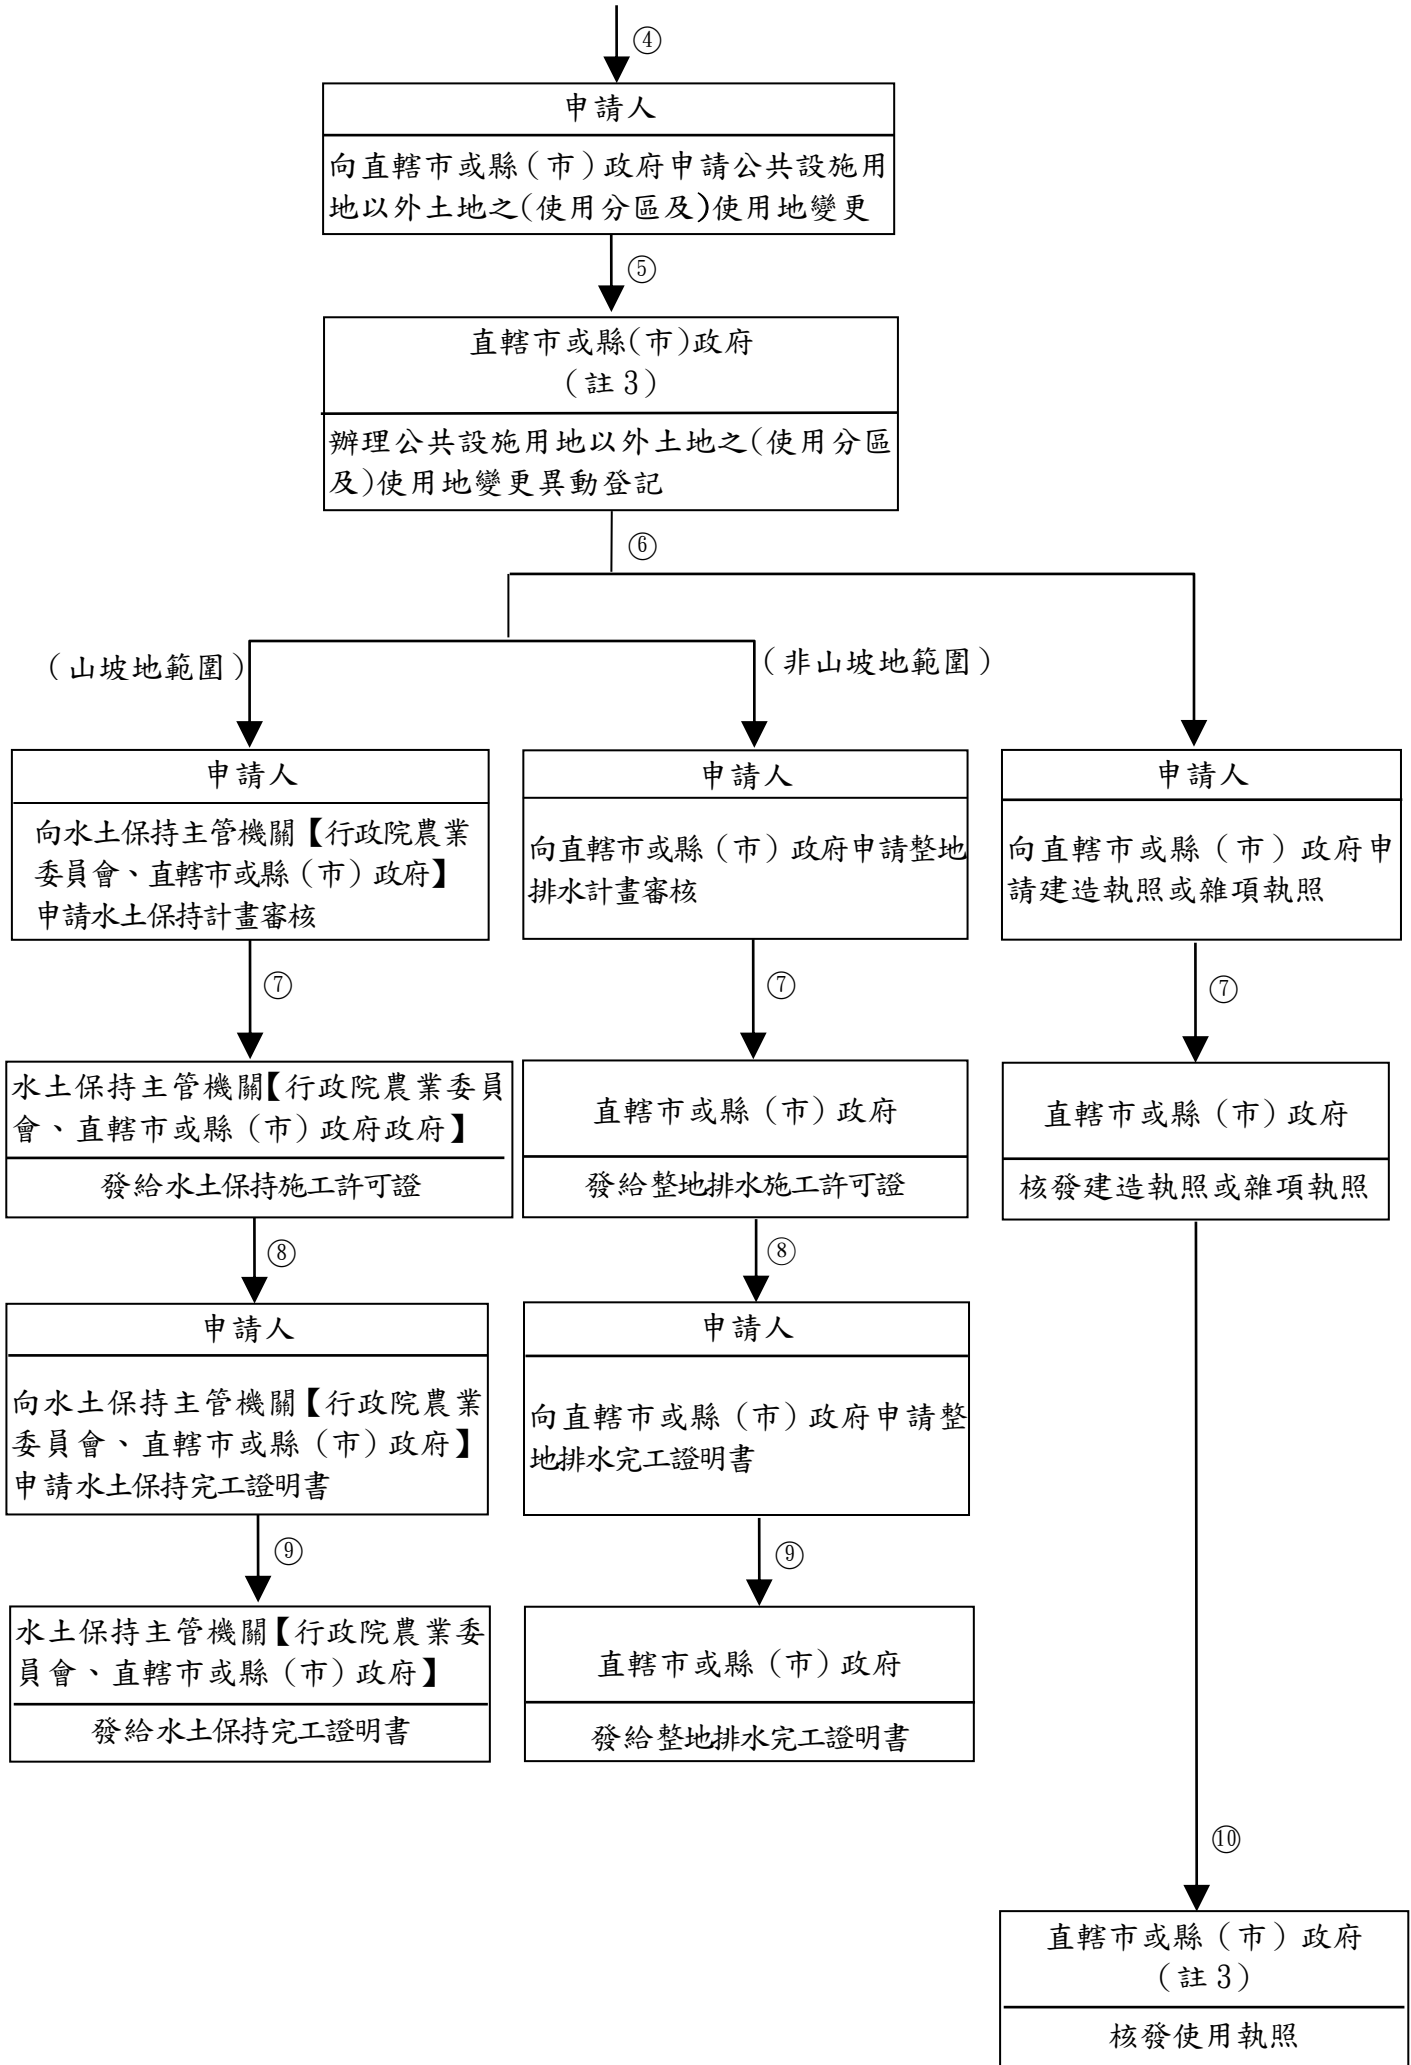 ④
申請人
向直轄市或縣（市）政府申請公共設施用
地以外土地之(使用分區及)使用地變更
⑤
直轄市或縣(市)政府
（註3）
辦理公共設施用地以外土地之(使用分區
及)使用地變更異動登記
⑥
（山坡地範圍）
（非山坡地範圍）
申請人
向水土保持主管機關【行政院農業
委員會、直轄市或縣（市）政府】
申請水土保持計畫審核
申請人
向直轄市或縣（市）政府申請整地
排水計畫審核
申請人
向直轄市或縣（市）政府申
請建造執照或雜項執照
⑦
⑦
⑦
水土保持主管機關【行政院農業委員
會、直轄市或縣（市）政府政府】
發給水土保持施工許可證
直轄市或縣（市）政府
發給整地排水施工許可證
直轄市或縣（市）政府
核發建造執照或雜項執照
⑧
⑧
申請人
向水土保持主管機關【行政院農業
委員會、直轄市或縣（市）政府】
申請水土保持完工證明書
申請人
向直轄市或縣（市）政府申請整
地排水完工證明書
⑨
⑨
水土保持主管機關【行政院農業委
員會、直轄市或縣（市）政府】
發給水土保持完工證明書
直轄市或縣（市）政府
發給整地排水完工證明書
⑩
直轄市或縣（市）政府
（註3）
核發使用執照